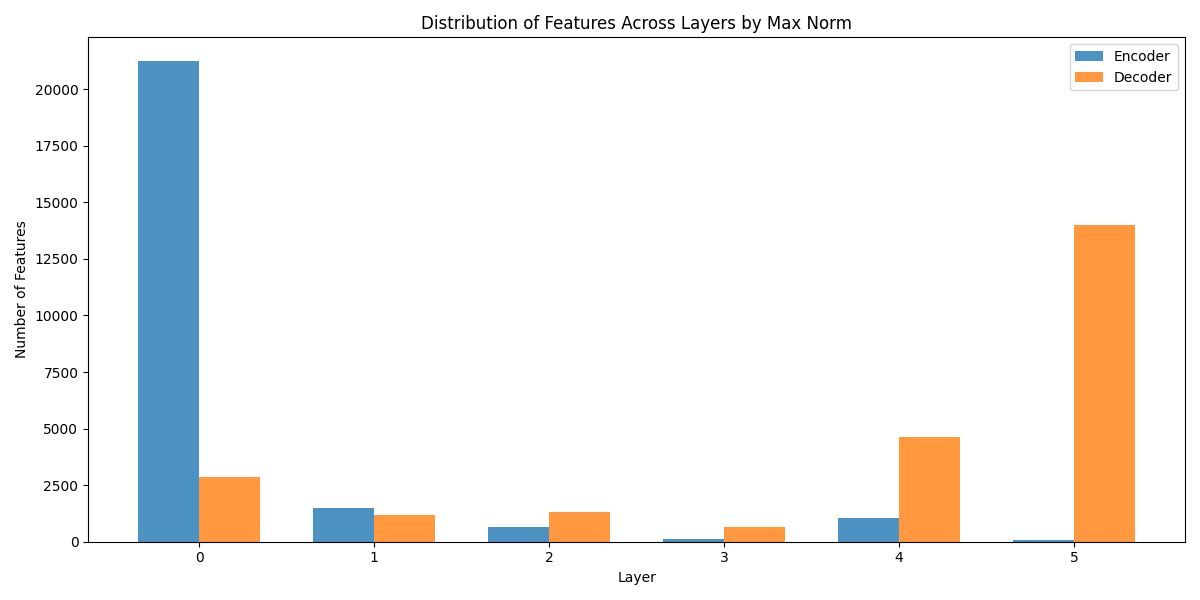 Distribution of Features Across Layers by Max Norm
Encoder
Decoder
Number of Features
20000
17500
15000
12500
10000
7500
5000
2500
0
0 1 2 3 4 5
Layer